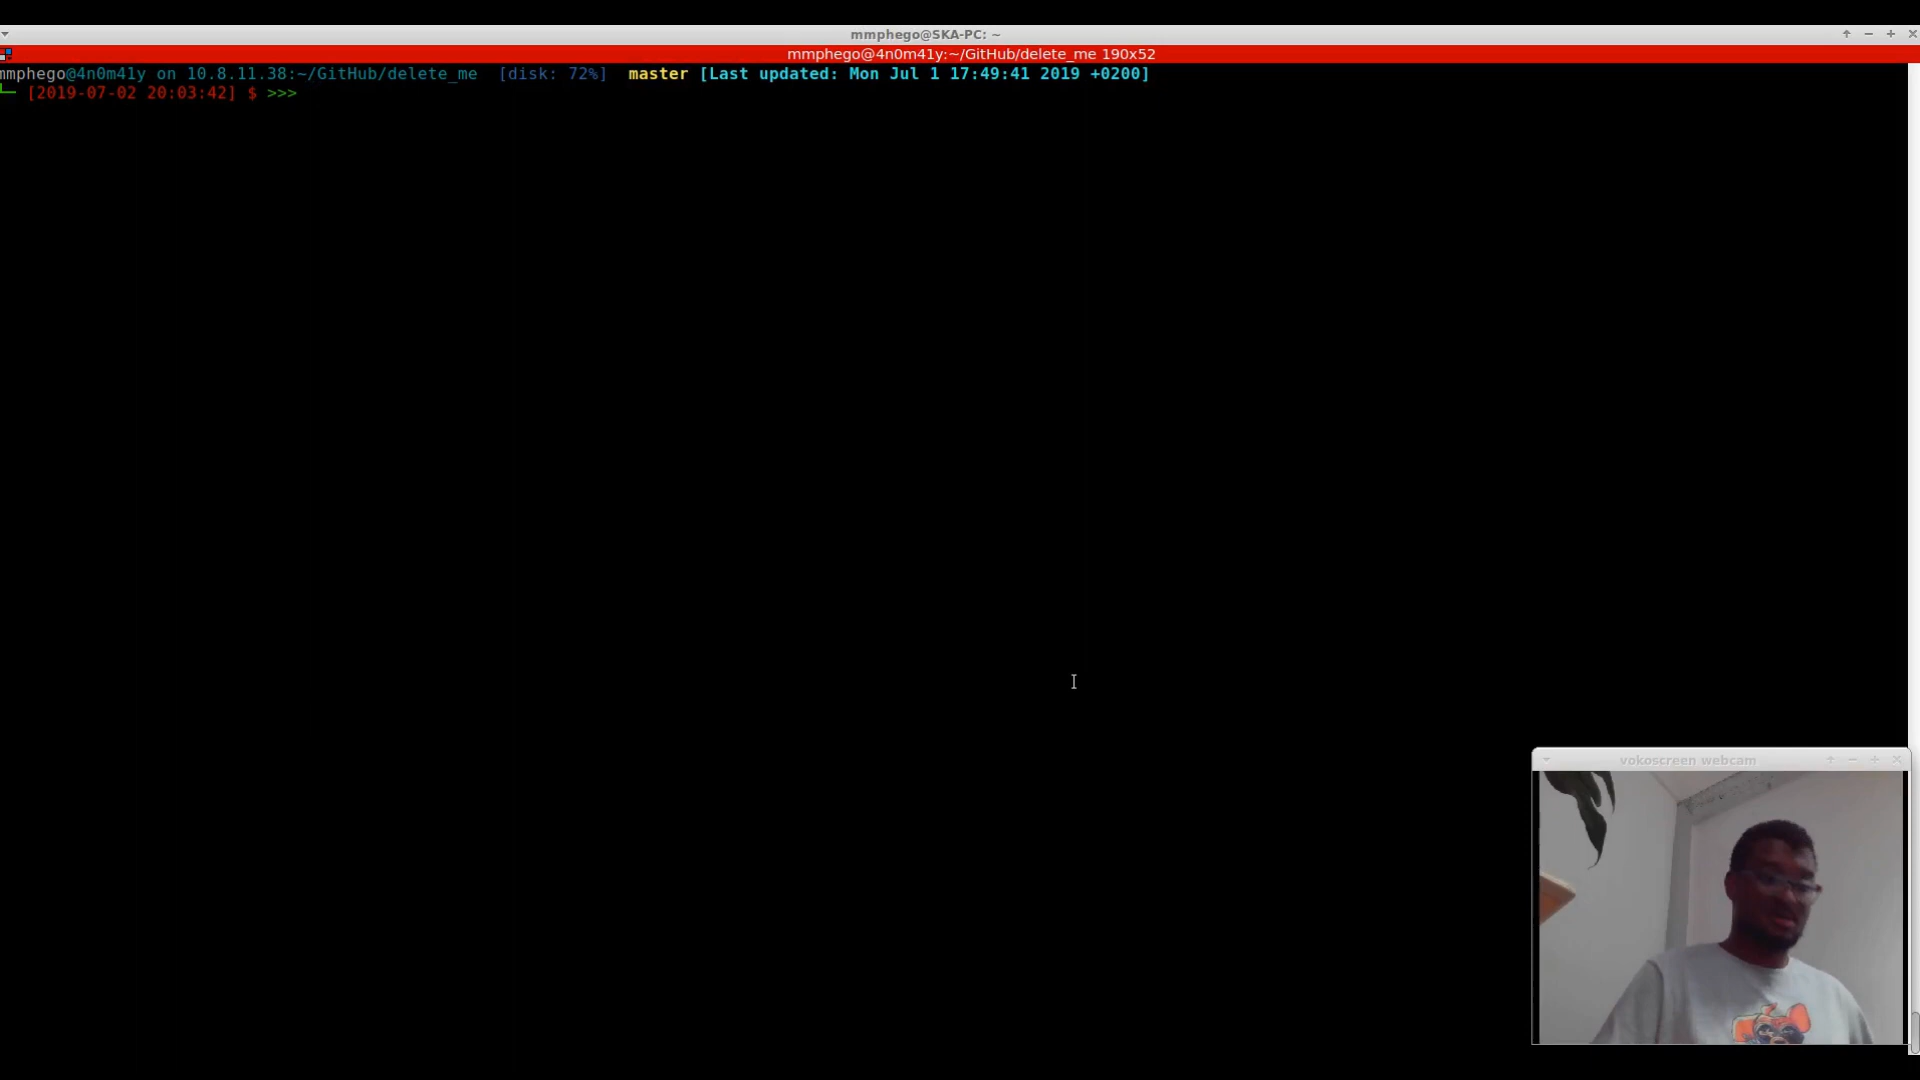 mmphego@SKA-PC: ~
mmphego@4n0m41y:~/GitHub/delete_me 190x52
mmphego@4n0m41y on 10.8.11.38:~/GitHub/delete_me [disk: 72%] master [Last updated: Mon Jul 1 17:49:41 2019 +0200]
[2019-07-02 20:03:42] $ >>>
vokoscreen webcam